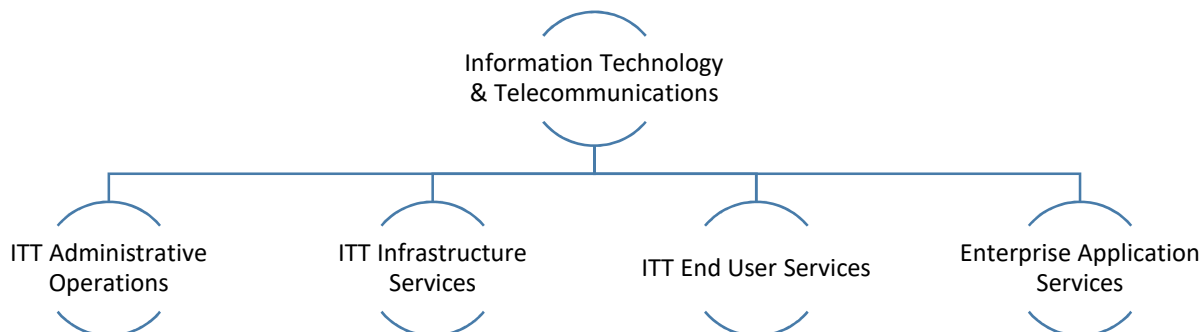 Information Technology
& Telecommunications
ITT Administrative
Operations
ITT Infrastructure
Services
ITT End User Services
Enterprise Application
Services